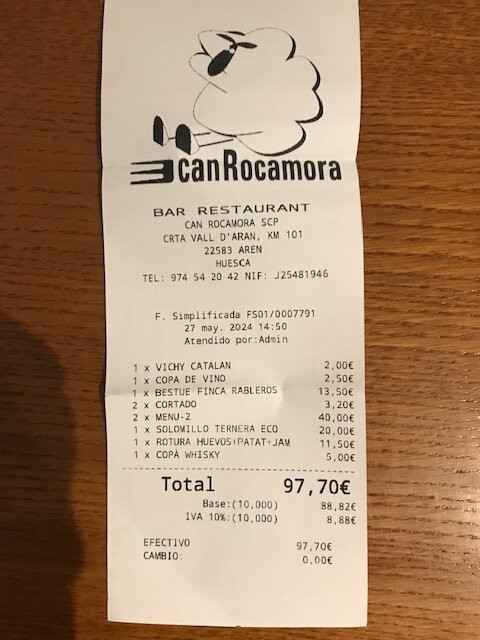 canRocamora
BAR RESTAURANT
CAN ROCAMORA SCP
CRTA VALL D'ARAN, KM 101
22583 AREN
HUESCA
TEL: 974 54 20 42 NIF: J25481946
F. Simplificada FS01/0007791
27 may. 2024 14:50
Atendido por:Admin
1 x VICHY CATALAN 2,00€
1 x COPA DE VINO 2,50€
1 x BESTUE FINCA RABLEROS 13,50€
2 x CORTADO 3,20€
2 x MENU-2 40,00€
1 x SOLOMILLO TERNERA ECO 20,00€
1 x ROTURA HUEVOS+PATAT+JAM 11,50€
1 x COPA WHISKY 5,00€
Total 97,70€
Base:(10,000) 88,82€
IVA 10%:(10,000) 8,88€
EFECTIVO 97,70€
CAMBIO: 0,00€